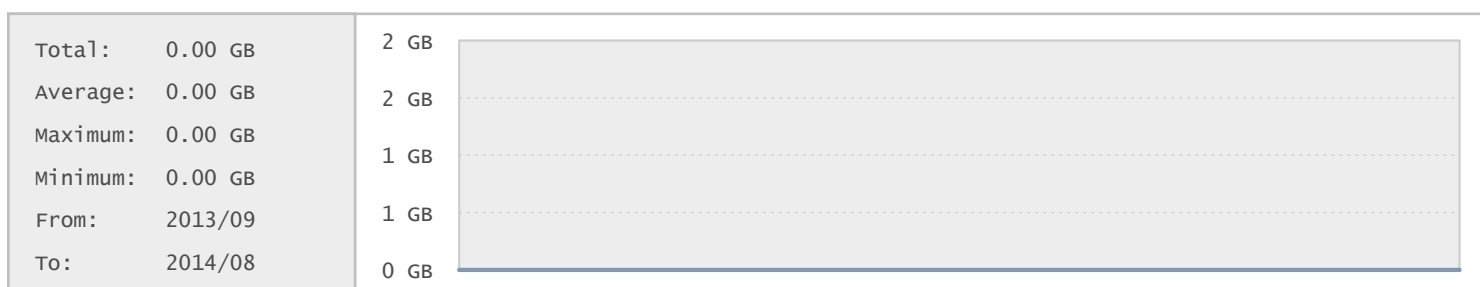 Total: 0.00 GB
Average: 0.00 GB
Maximum: 0.00 GB
Minimum: 0.00 GB
From: 2013/09
To: 2014/08
2 GB
2 GB
1 GB
1 GB
0 GB